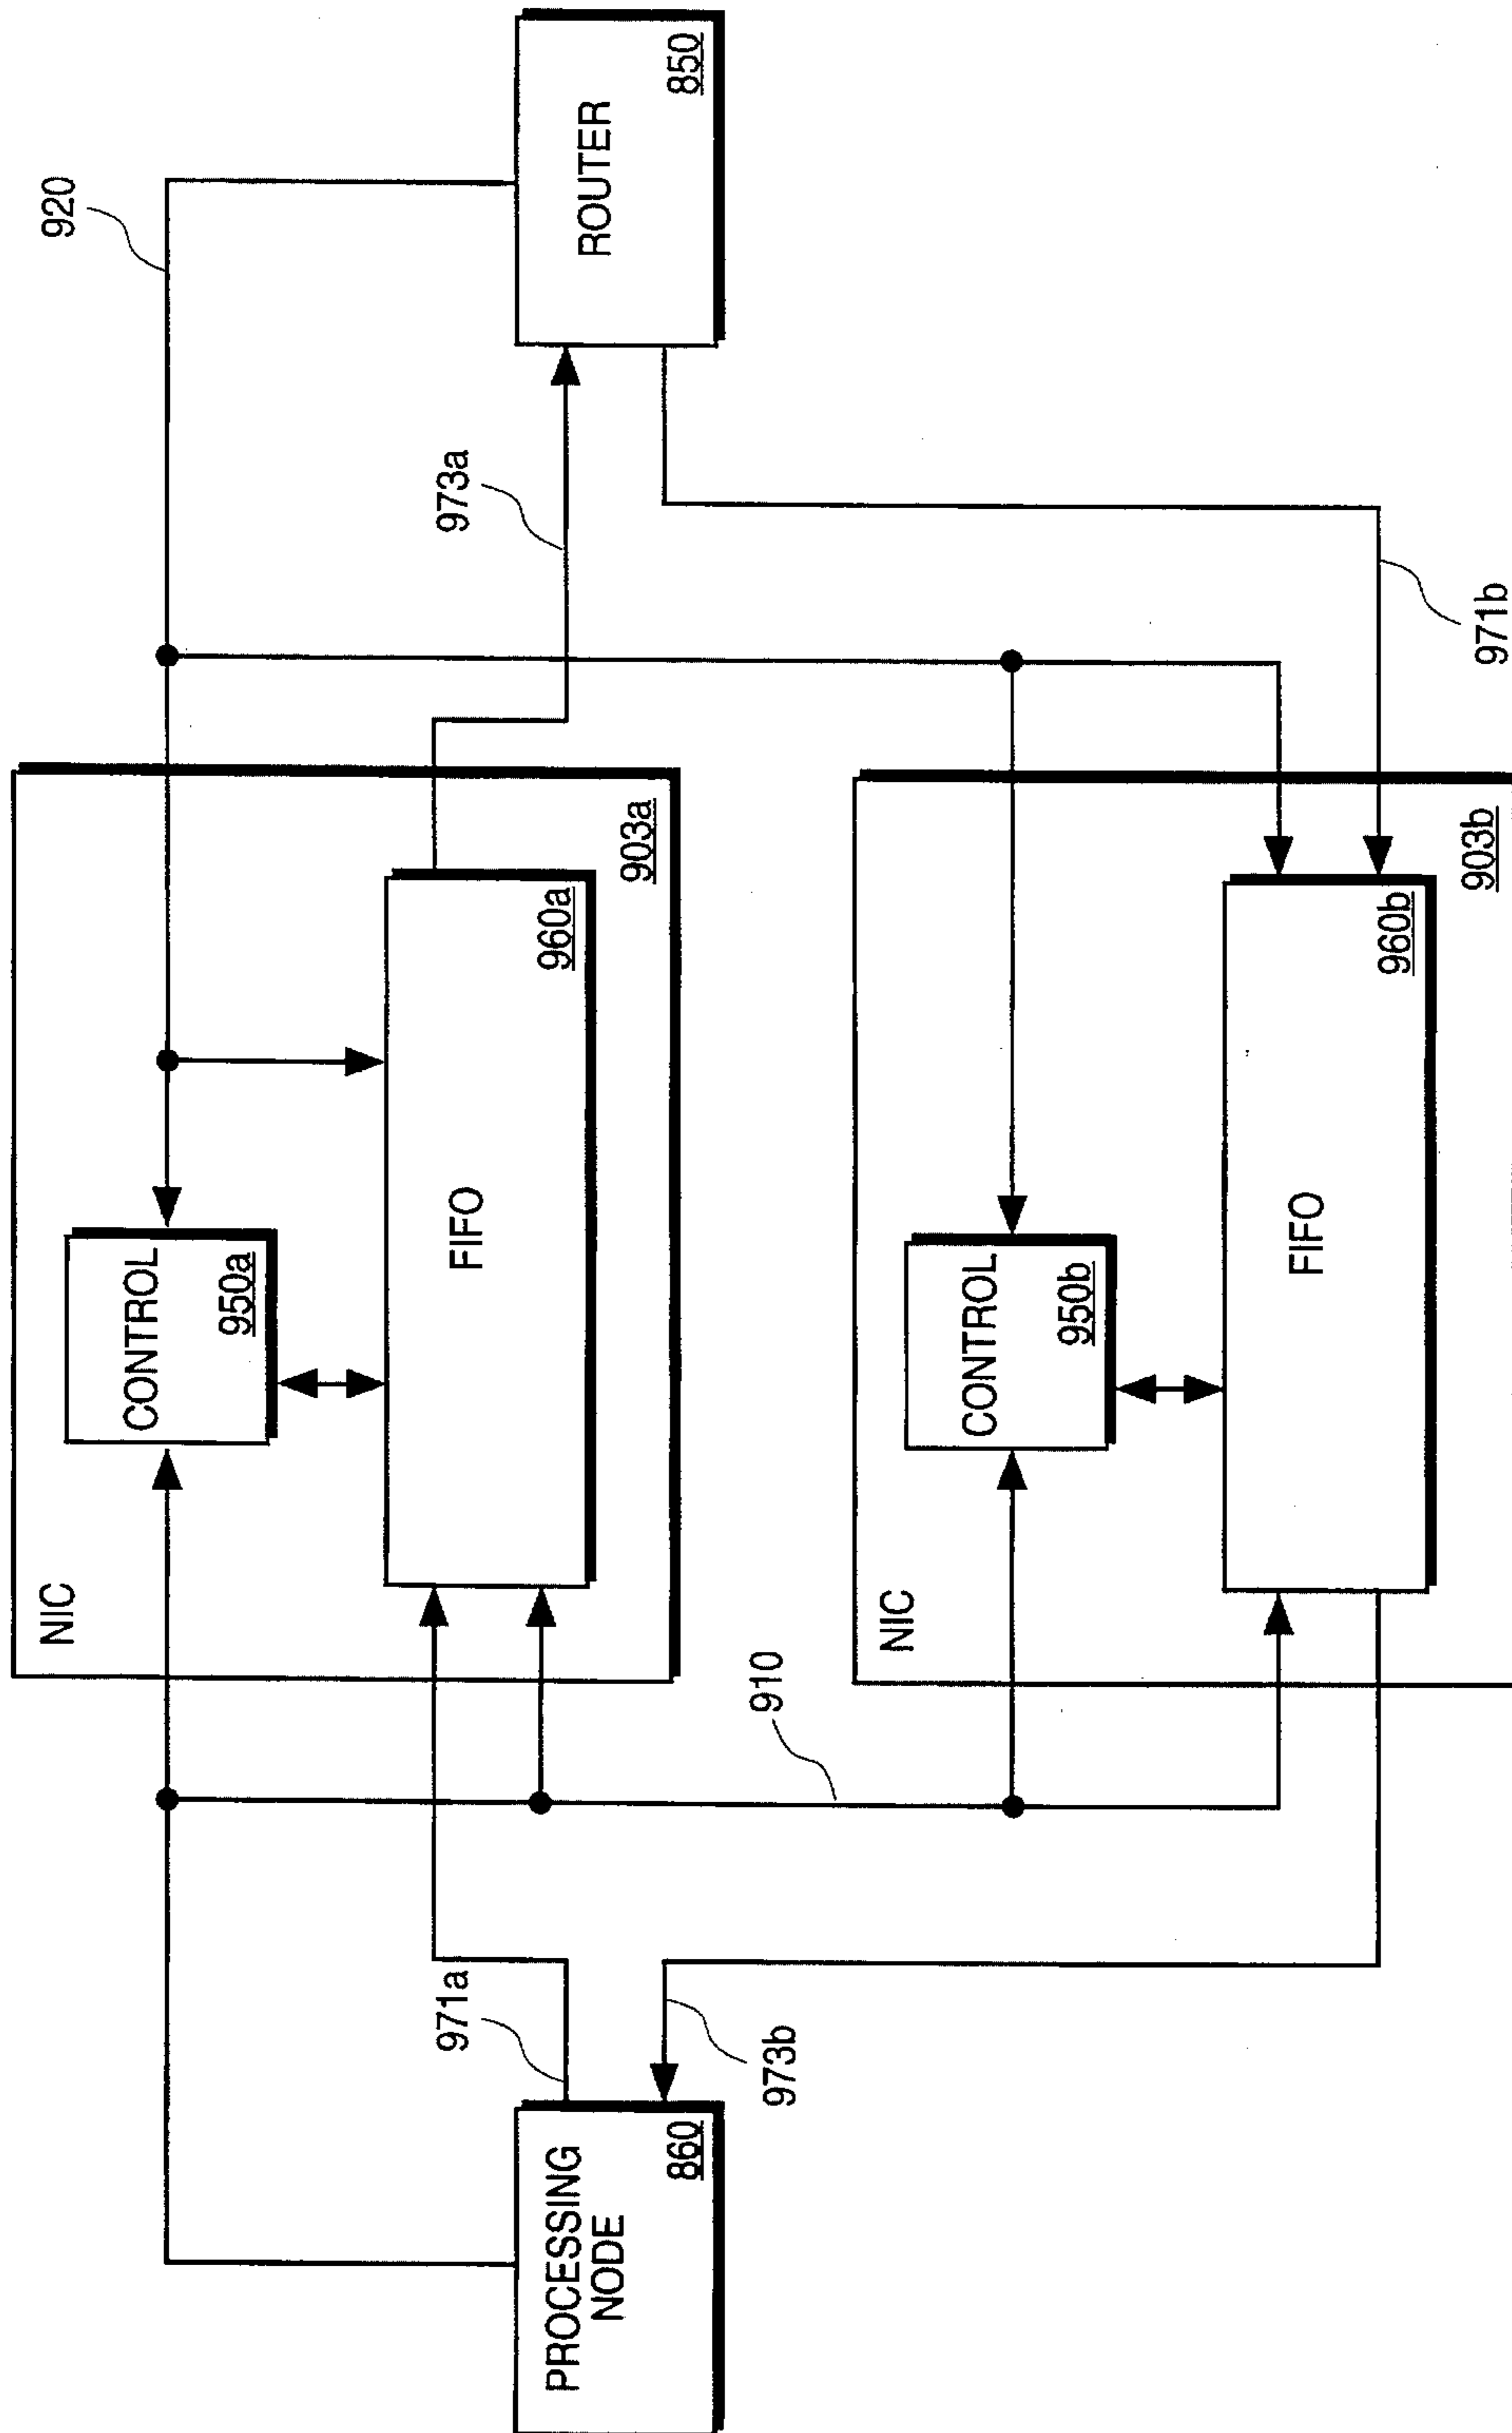 920
ROUTER
850
973a
971b
NIC
CONTROL
950a
FIFO
960a
903a
NIC
CONTROL
950b
FIFO
960b
903b
910
971a
973b
PROCESSING
NODE
860